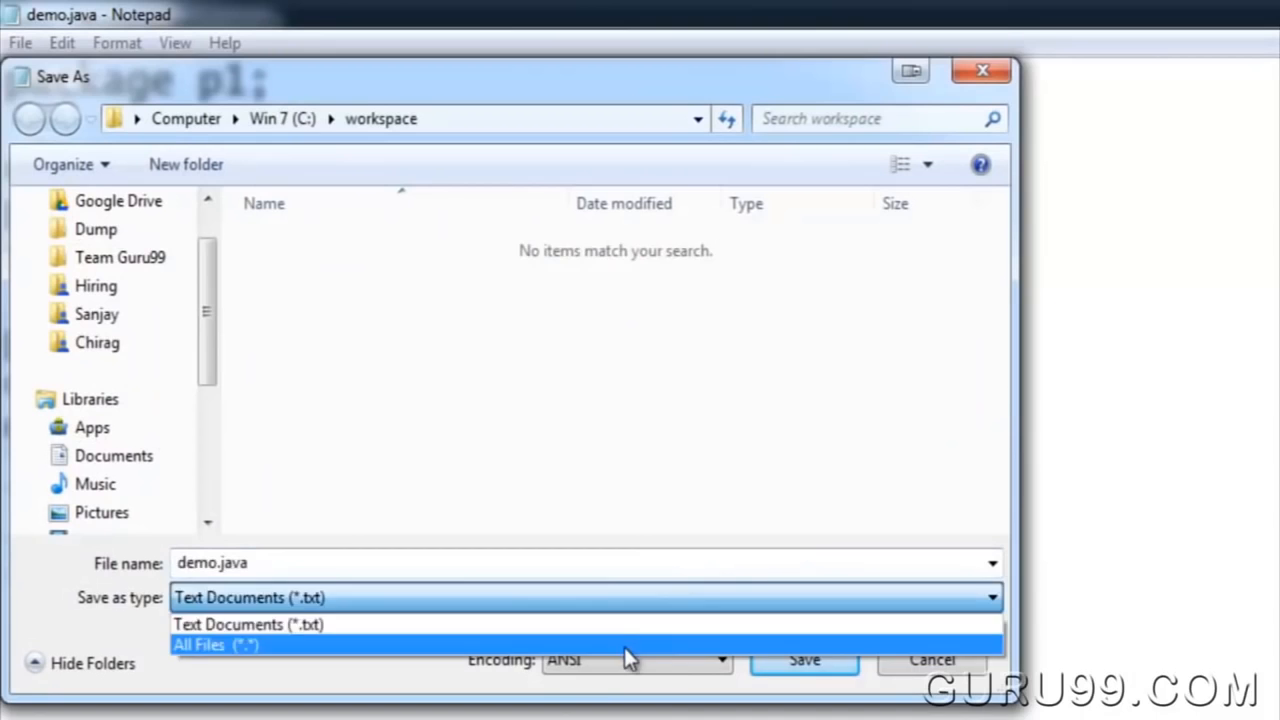 demo.java - Notepad
File Edit Format View Help
package p1;
Save As
Computer Win 7 (C:) workspace
Search workspace
Organize New folder
Name Date modified Type Size
No items match your search.
Google Drive
Dump
Team Guru99
Hiring
Sanjay
Chirag
Libraries
Apps
Documents
Music
Pictures
File name: demo.java
Save as type: Text Documents (*.txt)
Text Documents (*.txt)
All Files (*.*)
Hide Folders Encoding: ANSI Save Cancel
GURU99.COM